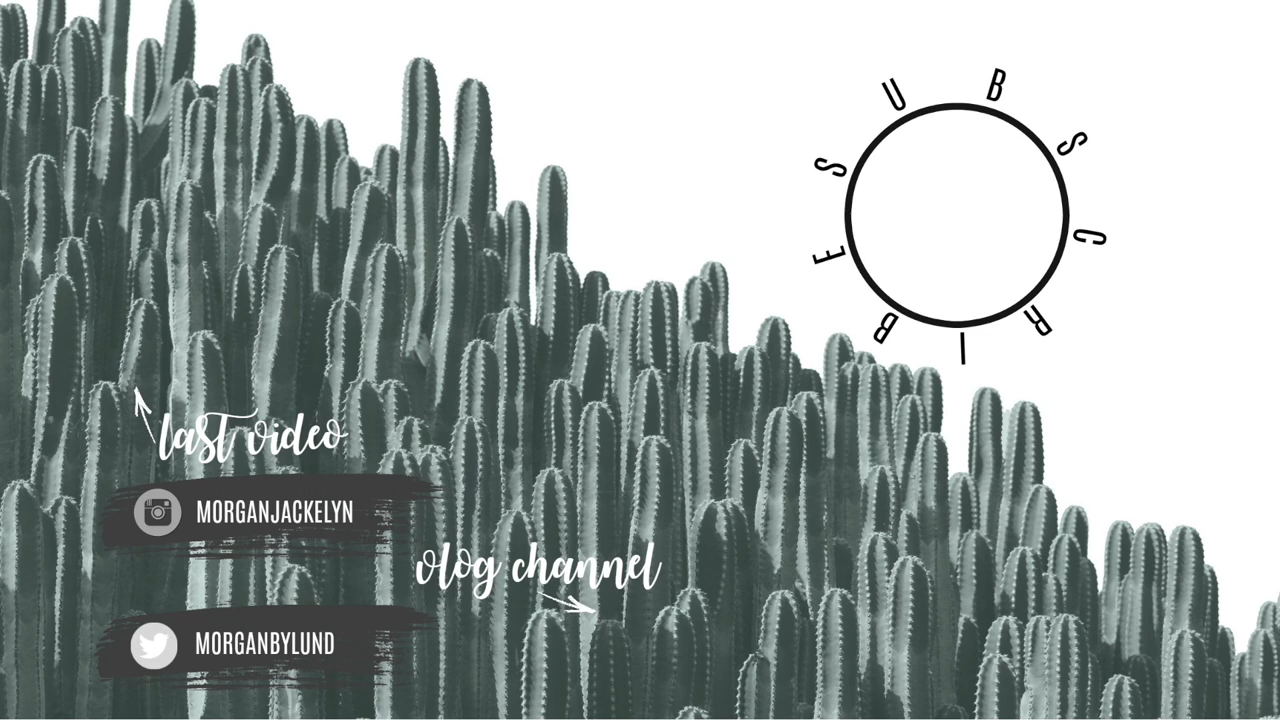 SUBSCRIBE
last video
MORGANJACKELYN
vlog channel
MORGANBYLUND